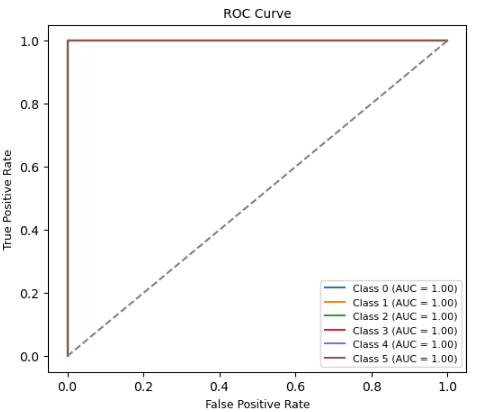 ROC Curve
True Positive Rate
1.0
0.8
0.6
0.4
0.2
0.0
Class 0 (AUC = 1.00)
Class 1 (AUC = 1.00)
Class 2 (AUC = 1.00)
Class 3 (AUC = 1.00)
Class 4 (AUC = 1.00)
Class 5 (AUC = 1.00)
0.0 0.2 0.4 0.6 0.8 1.0
False Positive Rate